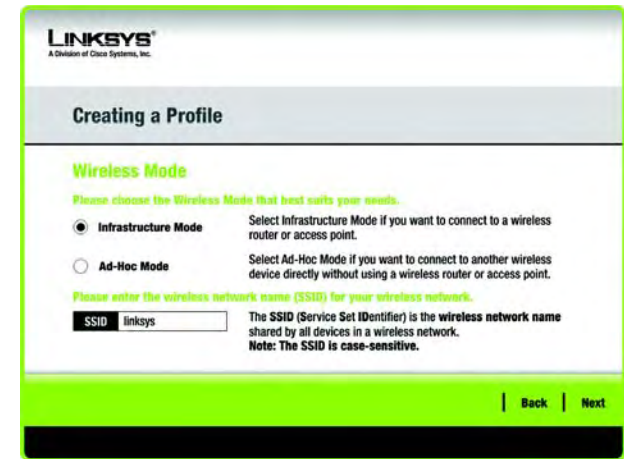 LINKSYS®
A Division of Cisco Systems, Inc.
Creating a Profile
Wireless Mode
Please choose the Wireless Mode that best suits your needs.
Infrastructure Mode
Select Infrastructure Mode if you want to connect to a wireless
router or access point.
Ad-Hoc Mode
Select Ad-Hoc Mode if you want to connect to another wireless
device directly without using a wireless router or access point.
Please enter the wireless network name (SSID) for your wireless network.
SSID linksys
The SSID (Service Set IDentifier) is the wireless network name
shared by all devices in a wireless network.
Note: The SSID is case-sensitive.
Back Next